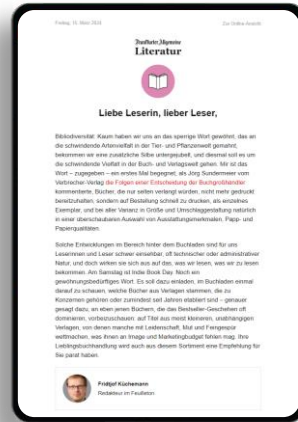 Freitag, 15. März 2024
Zur Online-Ansicht
Frankfurter Allgemeine
Literatur
Liebe Leserin, lieber Leser,
Bibliodiversität: Kaum haben wir uns an das sperrige Wort gewöhnt, das an
die schwindende Artenvielfalt in der Tier- und Pflanzenwelt gemahnt,
bekommen wir eine zusätzliche Silbe untergejubelt, und diesmal soll es um
die schwindende Vielfalt in der Buch- und Verlagswelt gehen. Mir ist das
Wort – zugegeben – ein erstes Mal begegnet, als Jörg Sundermeier vom
Verbrecher-Verlag die Folgen einer Entscheidung der Buchgroßhändler
kommentierte, Bücher, die nur selten verlangt würden, nicht mehr gedruckt
bereitzuhalten, sondern auf Bestellung schnell zu drucken, als einzelnes
Exemplar, und bei aller Varianz in Größe und Umschlaggestaltung natürlich
in einer überschaubaren Auswahl von Ausstattungsmerkmalen, Papp- und
Papierqualitäten.
Solche Entwicklungen im Bereich hinter dem Buchladen sind für uns
Leserinnen und Leser schwer einsehbar, oft technischer oder administrativer
Natur, und doch wirken sie sich aus auf das, was wir lesen, was wir zu lesen
bekommen. Am Samstag ist Indie Book Day. Noch ein
gewöhnungsbedürftiges Wort. Es soll dazu einladen, im Buchladen einmal
darauf zu schauen, welche Bücher aus Verlagen stammen, die zu
Konzernen gehören oder zumindest seit Jahren etabliert sind – genauer
gesagt dazu, an eben jenen Büchern, die das Bestseller-Geschehen oft
dominieren, vorbeizuschauen: auf Titel aus meist kleineren, unabhängigen
Verlagen, von denen manche mit Leidenschaft, Mut und Feingespür
wettmachen, was ihnen an Image und Marketingbudget fehlen mag. Ihre
Lieblingsbuchhandlung wird auch aus diesem Sortiment eine Empfehlung für
Sie parat haben.
Fridtjof Küchemann
Redakteur im Feuilleton